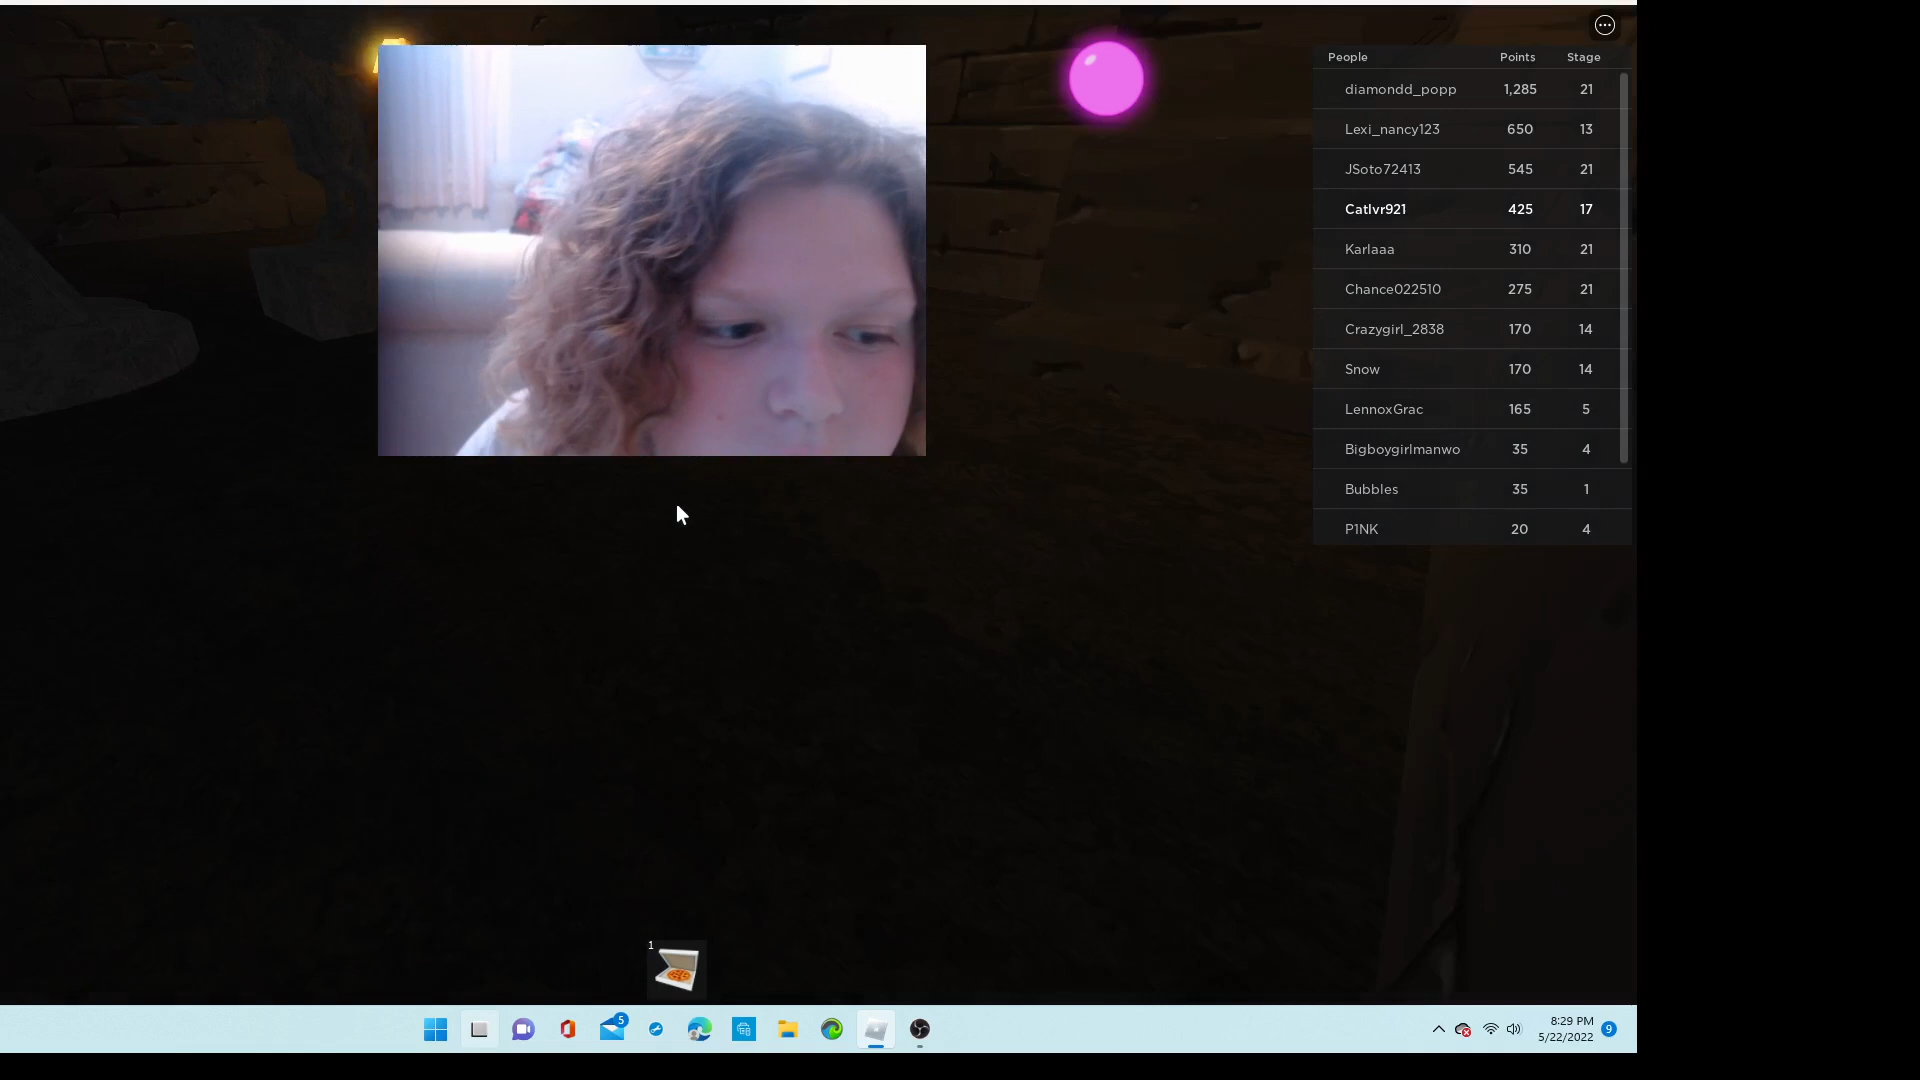 People Points Stage
diamondd_popp 1,285 21
Lexi_nancy123 650 13
JSoto72413 545 21
Catlvr921 425 17
Karlaaa 310 21
Chance022510 275 21
Crazygirl_2838 170 14
Snow 170 14
LennoxGrac 165 5
Bigboygirlmanwo 35 4
Bubbles 35 1
P1NK 20 4
1
5
8:29 PM
5/22/2022
9